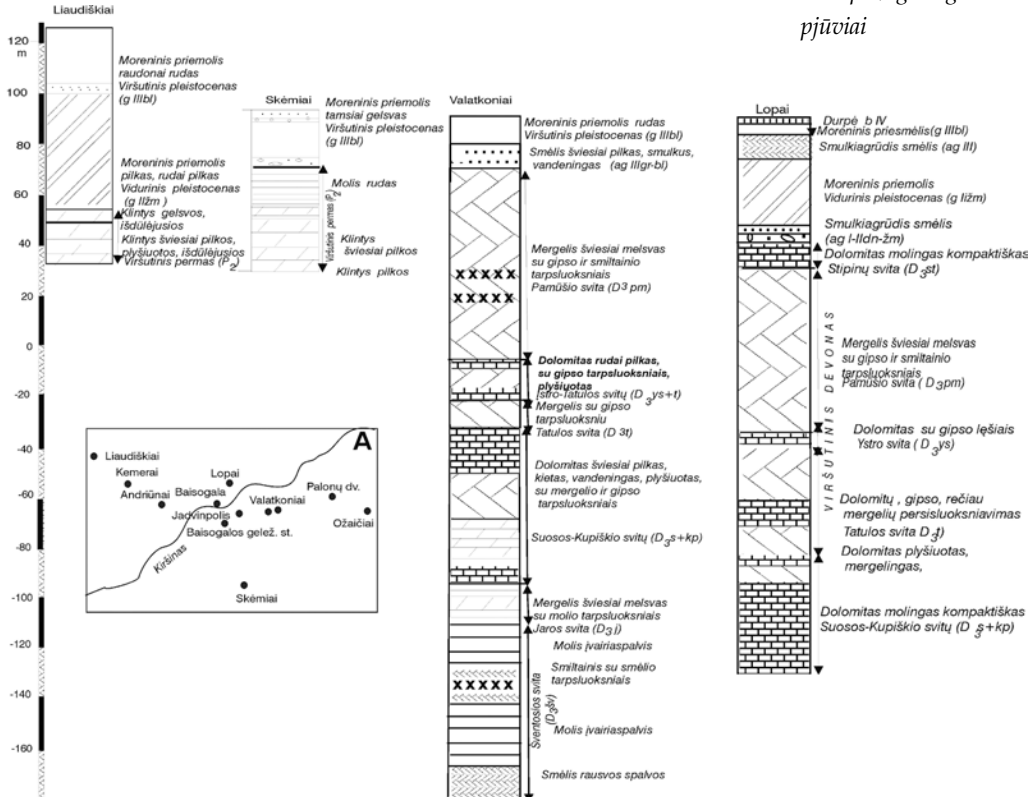 pjūviai
Liaudiškiai
120
m
100
80
60
40
20
0
-20
-40
-60
-80
-100
-120
-140
-160
Moreninis priemolis
raudonai rudas
Viršutinis pleistocenas
(g IIIbl)
Moreninis priemolis
pilkas, rudai pilkas
Vidurinis pleistocenas
(g IIžm )
Klintys gelsvos,
išdūlėjusios
Klintys šviesiai pilkos,
plyšiuotos, išdūlėjusios
Viršutinis permas (P2)
Skėmiai
Moreninis priemolis
tamsiai gelsvas
Viršutinis pleistocenas
(g IIIbl)
Molis rudas
Viršutinis permas (P2)
Klintys
šviesiai pilkos
Klintys pilkos
Valatkoniai
Moreninis priemolis rudas
Viršutinis pleistocenas (g IIIbl)
Smėlis šviesiai pilkas, smulkus,
vandeningas (ag IIIgr-bl)
Mergelis šviesiai melsvas
su gipso ir smiltainio
tarpsluoksniais
Pamūšio svita (D3 pm)
Dolomitas rudai pilkas,
su gipso tarpsluoksniais,
plyšiuotas
Įstro-Tatulos svitų (D3ys+t)
Mergelis su gipso
tarpsluoksniu
Tatulos svita (D 3t)
Dolomitas šviesiai pilkas,
kietas, vandeningas, plyšiuotas,
su mergelio ir gipso
tarpsluoksniais
Suosos-Kupiškio svitų (D3s+kp)
Mergelis šviesiai melsvas
su molio tarpsluoksniais
Jaros svita (D3j)
Molis įvairiaspalvis
Smiltainis su smėlio
tarpsluoksniais
Šventosios svita
(D3šv)
Molis įvairiaspalvis
Smėlis rausvos spalvos
Lopai
Durpė b IV
Moreninis priesmėlis(g IIIbl)
Smulkiagrūdis smėlis (ag III)
Moreninis priemolis
Vidurinis pleistocenas (g Iižm)
Smulkiagrūdis smėlis
(ag I-IIdn-žm)
Dolomitas molingas kompaktiškas
Stipinų svita (D3st)
VIRŠUTINIS DEVONAS
Mergelis šviesiai melsvas
su gipso ir smiltainio
tarpsluoksniais
Pamūšio svita ( D3pm)
Dolomitas su gipso lęšiais
Ystro svita ( D3ys)
Dolomitų , gipso, rečiau
mergelių persisluoksniavimas
Tatulos svita D3t)
Dolomitas plyšiuotas,
mergelingas,
Dolomitas molingas kompaktiškas
Suosos-Kupiškio svitų (D3s+kp)
A
Liaudiškiai
Kemerai
Lopai
Andriūnai
Baisogala
Valatkoniai
Palonų dv.
Jadvinpolis
Baisogalos gelež. st.
Ožaičiai
Kiršinas
Skėmiai